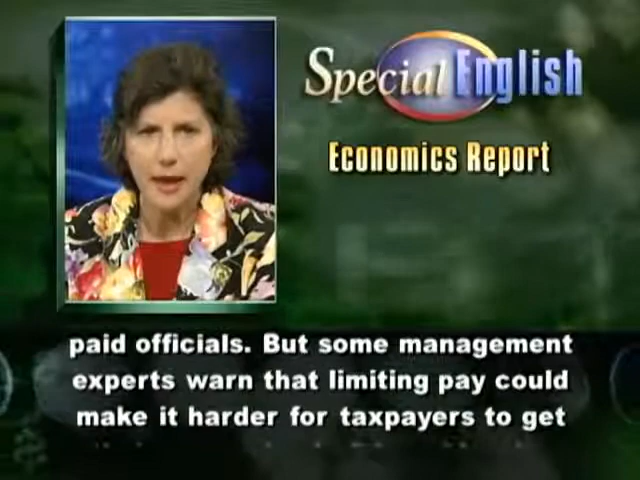 Special English
Economics Report
paid officials. But some management
experts warn that limiting pay could
make it harder for taxpayers to get